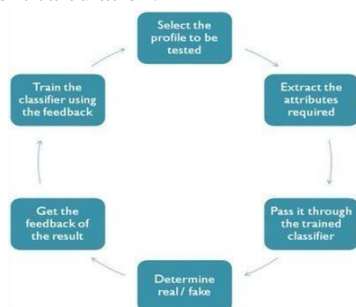 Select the
profile to be
tested
Extract the
attributes
required
Pass it through
the trained
classifier
Determine
real / fake
Get the
feedback of
the result
Train the
classifier using
the feedback